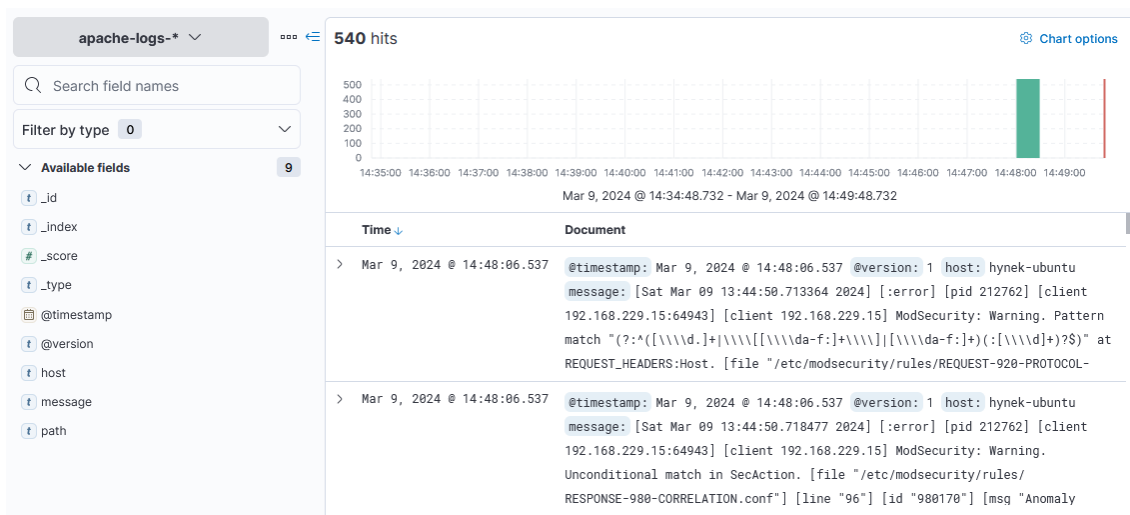 apache-logs-*
540 hits
Chart options
Search field names
Filter by type 0
Available fields 9
t _id
t _index
# _score
t _type
@timestamp
t @version
t host
t message
t path
500
400
300
200
100
0
14:35:00 14:36:00 14:37:00 14:38:00 14:39:00 14:40:00 14:41:00 14:42:00 14:43:00 14:44:00 14:45:00 14:46:00 14:47:00 14:48:00 14:49:00
Mar 9, 2024 @ 14:34:48.732 - Mar 9, 2024 @ 14:49:48.732
Time Document
Mar 9, 2024 @ 14:48:06.537
@timestamp: Mar 9, 2024 @ 14:48:06.537 @version: 1 host: hynek-ubuntu
message: [Sat Mar 09 13:44:50.713364 2024] [:error] [pid 212762] [client
192.168.229.15:64943] [client 192.168.229.15] ModSecurity: Warning. Pattern
match "(?:^([\\\\d.]+|\\\\[[\\\\da-f:]+\\\\]|[\\\\da-f:]+)(:[\\\\d]+)?$)" at
REQUEST_HEADERS:Host. [file "/etc/modsecurity/rules/REQUEST-920-PROTOCOL-
Mar 9, 2024 @ 14:48:06.537
@timestamp: Mar 9, 2024 @ 14:48:06.537 @version: 1 host: hynek-ubuntu
message: [Sat Mar 09 13:44:50.718477 2024] [:error] [pid 212762] [client
192.168.229.15:64943] [client 192.168.229.15] ModSecurity: Warning.
Unconditional match in SecAction. [file "/etc/modsecurity/rules/
RESPONSE-980-CORRELATION.conf"] [line "96"] [id "980170"] [msg "Anomaly